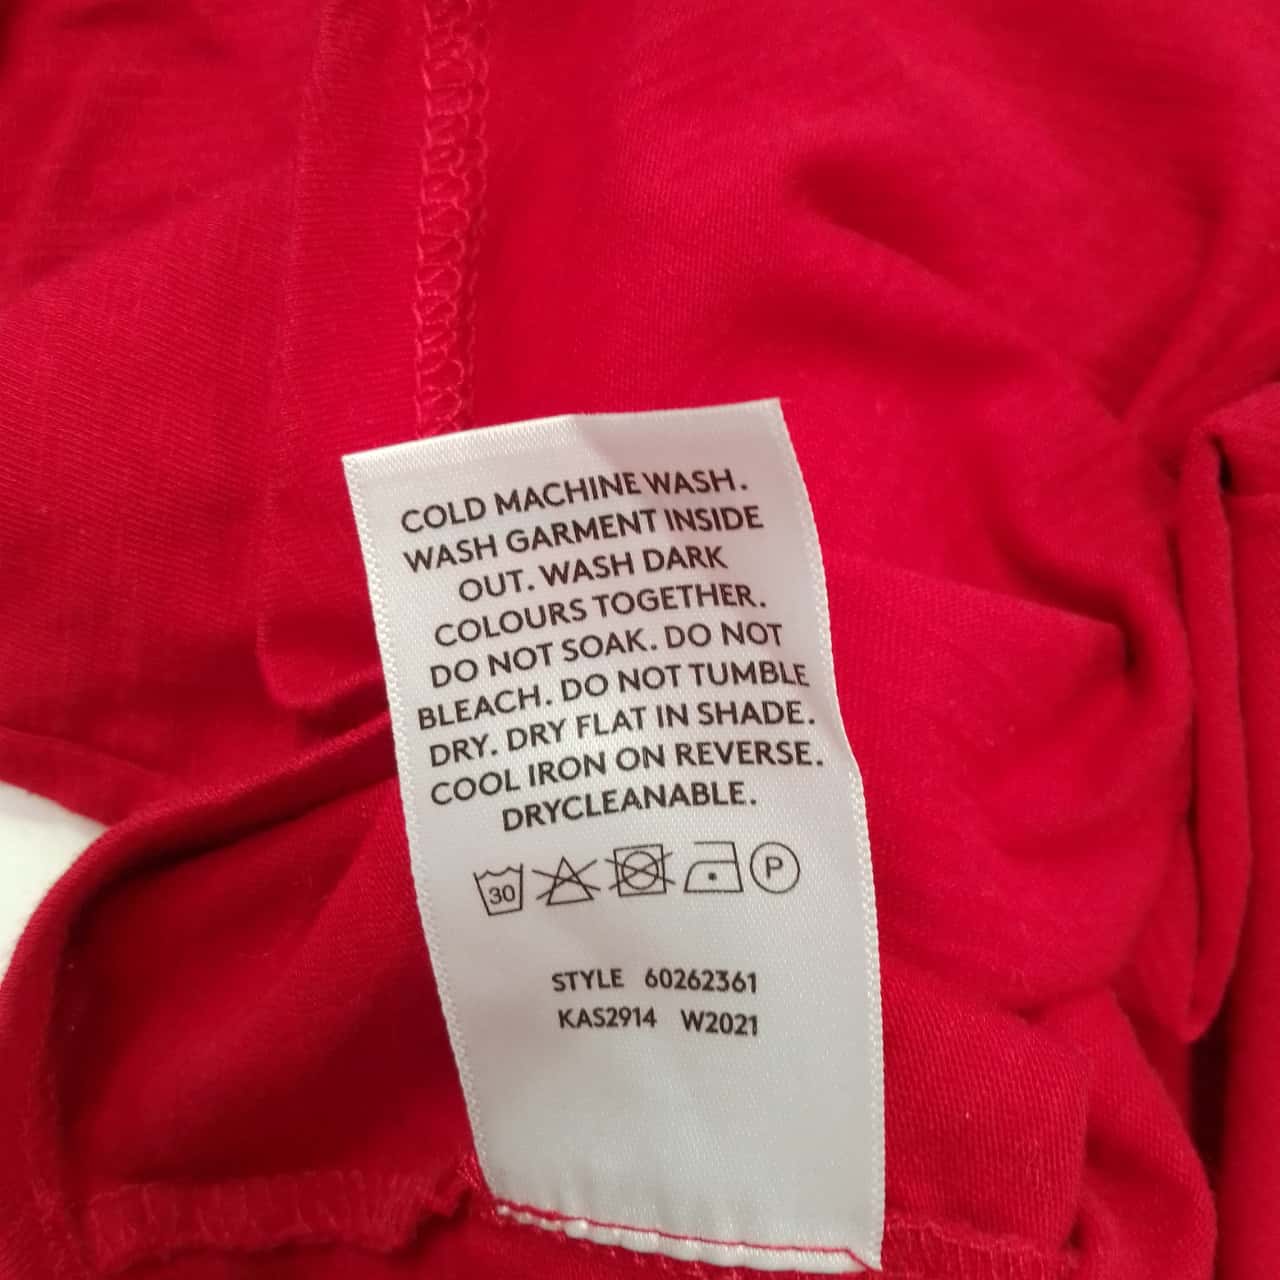 COLD MACHINE WASH.
WASH GARMENT INSIDE
OUT. WASH DARK
COLOURS TOGETHER.
DO NOT SOAK. DO NOT
BLEACH. DO NOT TUMBLE
DRY. DRY FLAT IN SHADE.
COOL IRON ON REVERSE.
DRYCLEANABLE.
30 P
STYLE 60262361
KAS2914 W2021